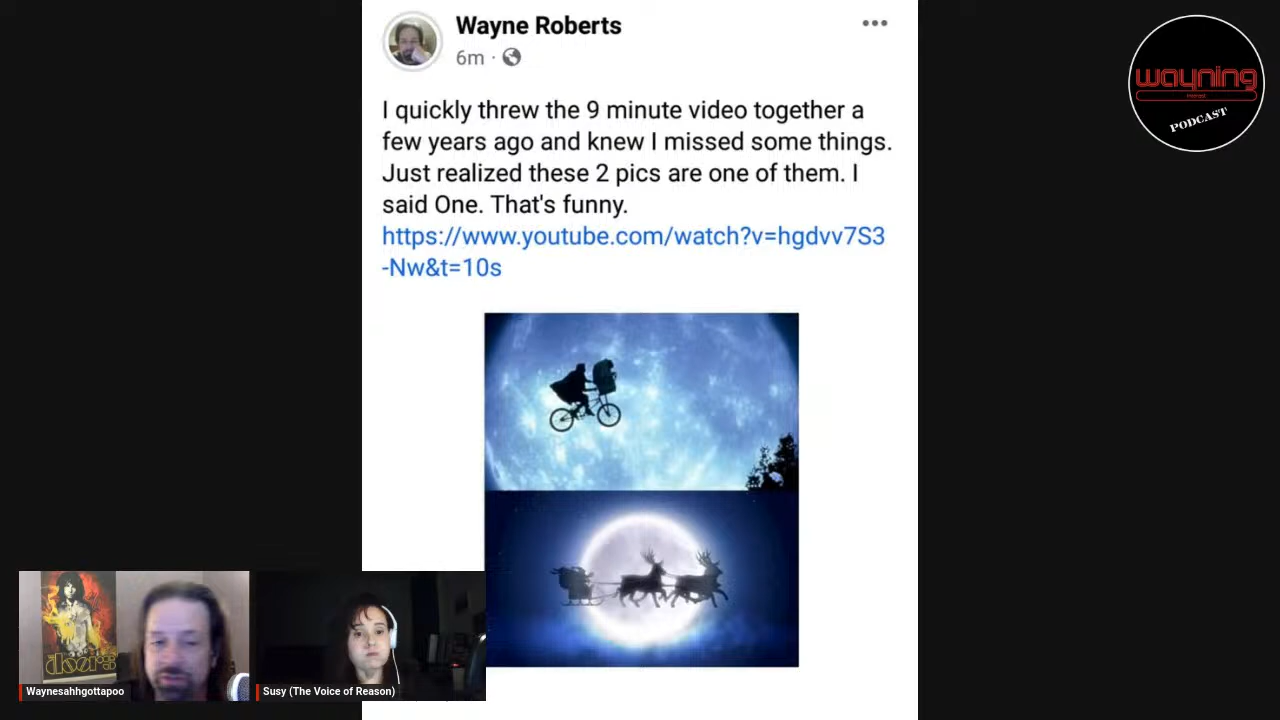 Wayne Roberts
6m ·
I quickly threw the 9 minute video together a
few years ago and knew I missed some things.
Just realized these 2 pics are one of them. I
said One. That's funny.
https://www.youtube.com/watch?v=hgdvv7S3
-Nw&t=10s
wayning
PODCAST
doors
Waynesahhgottapoo
Susy (The Voice of Reason)